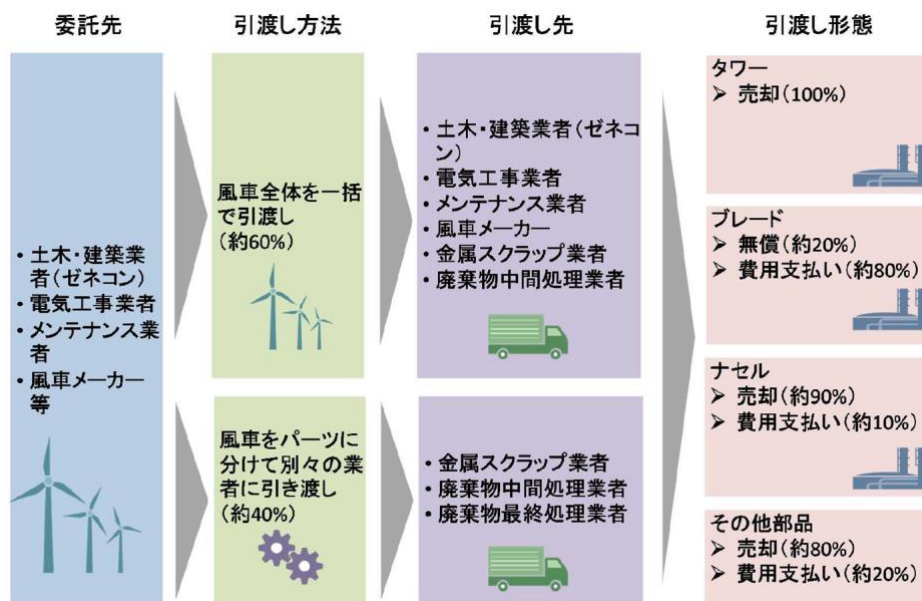 委託先
引渡し方法
引渡し先
引渡し形態
・土木・建築業
者(ゼネコン)
・電気工事業者
・メンテナンス業
者
・風車メーカー
等
風車全体を一括
で引渡し
(約60%)
風車をパーツに
分けて別々の業
者に引き渡し
(約40%)
・土木・建築業者(ゼネコ
ン)
・電気工事業者
・メンテナンス業者
・風車メーカー
・金属スクラップ業者
・廃棄物中間処理業者
・金属スクラップ業者
・廃棄物中間処理業者
・廃棄物最終処理業者
タワー
➢ 売却(100%)
ブレード
➢ 無償(約20%)
➢ 費用支払い(約80%)
ナセル
➢ 売却(約90%)
➢ 費用支払い(約10%)
その他部品
➢ 売却(約80%)
➢ 費用支払い(約20%)